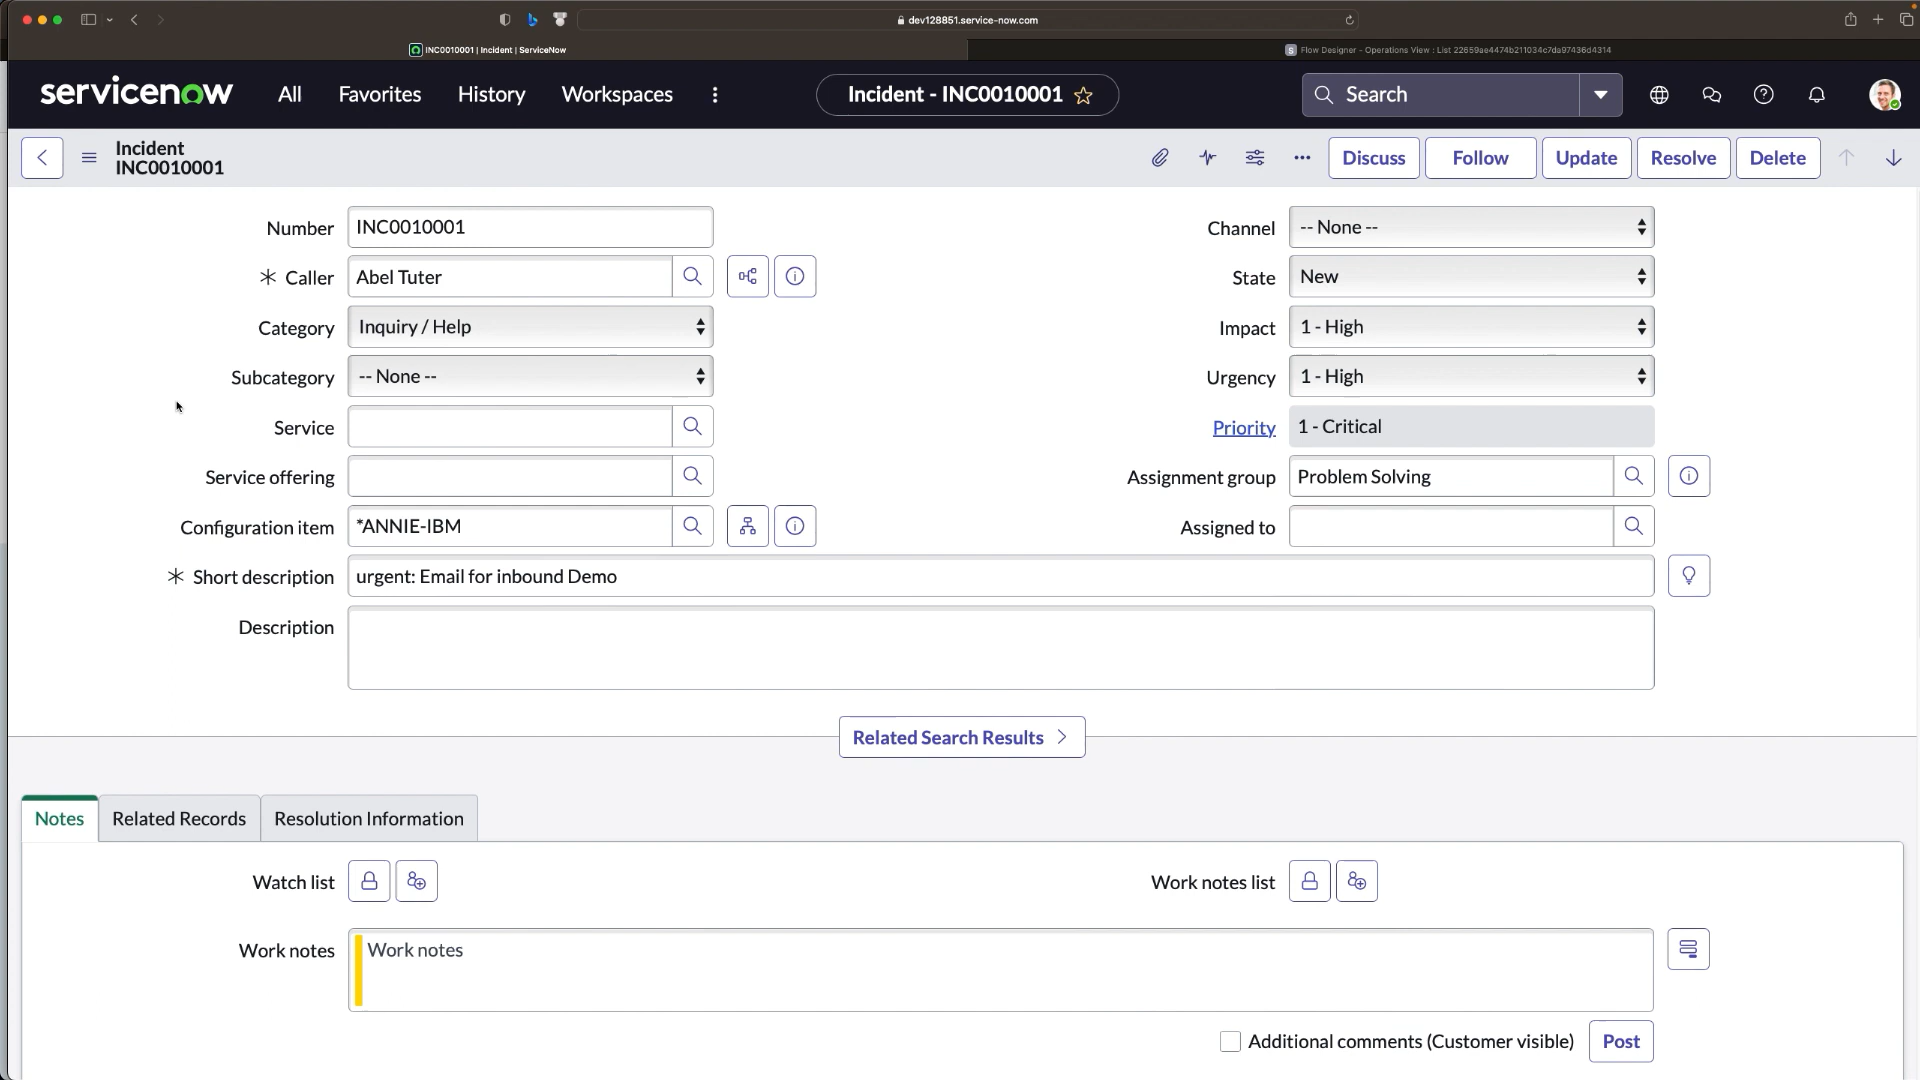 dev128851.service-now.com
INC0010001 | Incident | ServiceNow
S Flow Designer - Operations View : List 22659ae4474b211034c7da97436d4314
servicenow All Favorites History Workspaces Incident - INC0010001 Search
Incident
INC0010001
Discuss Follow Update Resolve Delete
Number INC0010001
Channel -- None --
* Caller Abel Tuter
State New
Category Inquiry / Help
Impact 1 - High
Subcategory -- None --
Urgency 1 - High
Service
Priority 1 - Critical
Service offering
Assignment group Problem Solving
Configuration item *ANNIE-IBM
Assigned to
* Short description urgent: Email for inbound Demo
Description
Related Search Results
Notes Related Records Resolution Information
Watch list
Work notes list
Work notes Work notes
Additional comments (Customer visible) Post